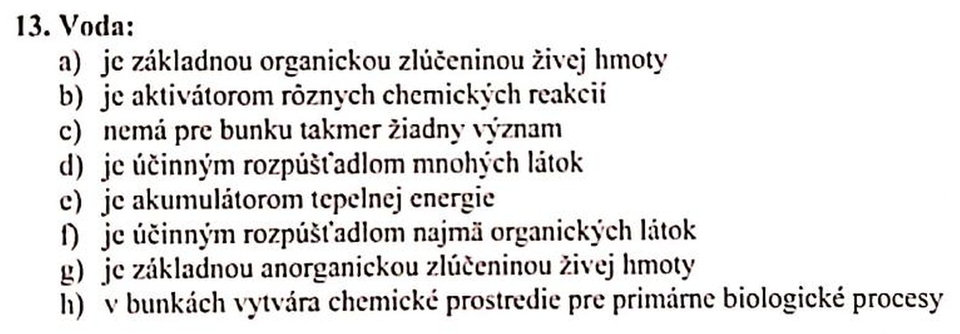 13. Voda:
a) je základnou organickou zlúčeninou živej hmoty
b) je aktivátorom rôznych chemických reakcií
c) nemá pre bunku takmer žiadny význam
d) je účinným rozpúšťadlom mnohých látok
e) je akumulátorom tepelnej energie
f) je účinným rozpúšťadlom najmä organických látok
g) je základnou anorganickou zlúčeninou živej hmoty
h) v bunkách vytvára chemické prostredie pre primárne biologické procesy